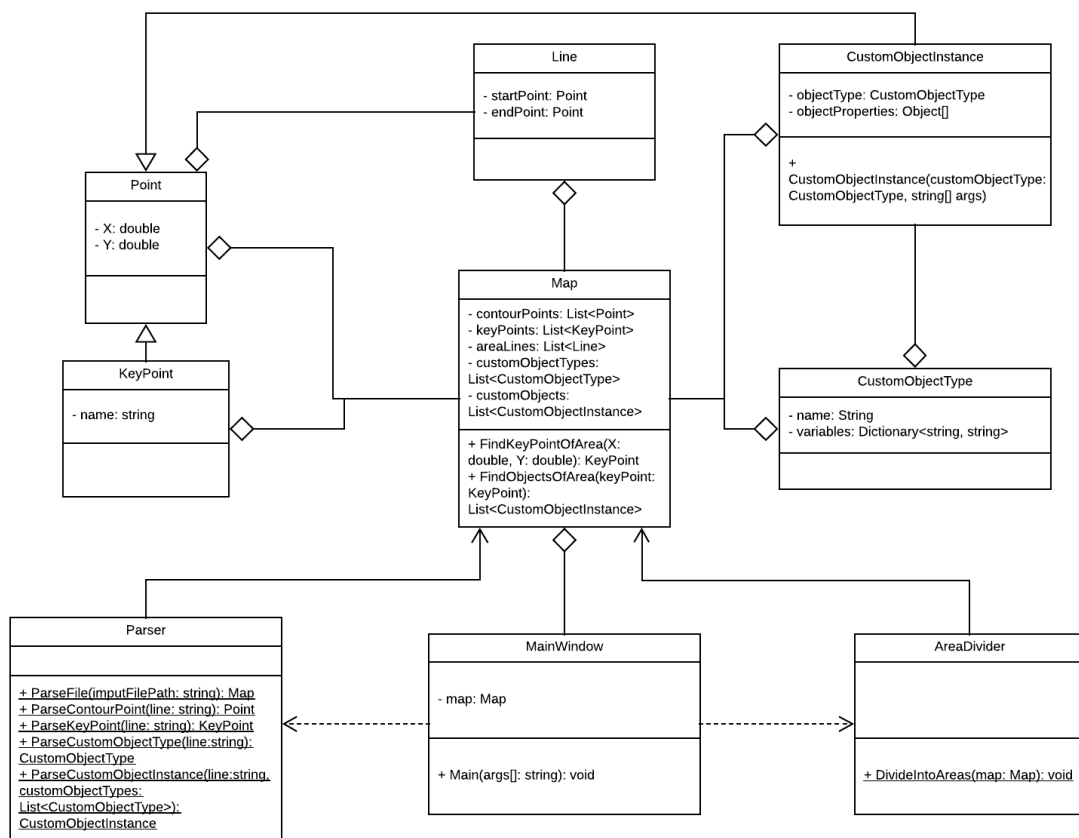 Line
- startPoint: Point
- endPoint: Point
CustomObjectInstance
- objectType: CustomObjectType
- objectProperties: Object[]
+
CustomObjectInstance(customObjectType:
CustomObjectType, string[] args)
Point
- X: double
- Y: double
Map
- contourPoints: List<Point>
- keyPoints: List<KeyPoint>
- areaLines: List<Line>
- customObjectTypes:
List<CustomObjectType>
- customObjects:
List<CustomObjectInstance>
+ FindKeyPointOfArea(X:
double, Y: double): KeyPoint
+ FindObjectsOfArea(keyPoint:
KeyPoint):
List<CustomObjectInstance>
KeyPoint
- name: string
CustomObjectType
- name: String
- variables: Dictionary<string, string>
Parser
+ ParseFile(imputFilePath: string): Map
+ ParseContourPoint(line: string): Point
+ ParseKeyPoint(line: string): KeyPoint
+ ParseCustomObjectType(line:string):
CustomObjectType
+ ParseCustomObjectInstance(line:string,
customObjectTypes:
List<CustomObjectType>):
CustomObjectInstance
MainWindow
- map: Map
+ Main(args[]: string): void
AreaDivider
+ DivideIntoAreas(map: Map): void